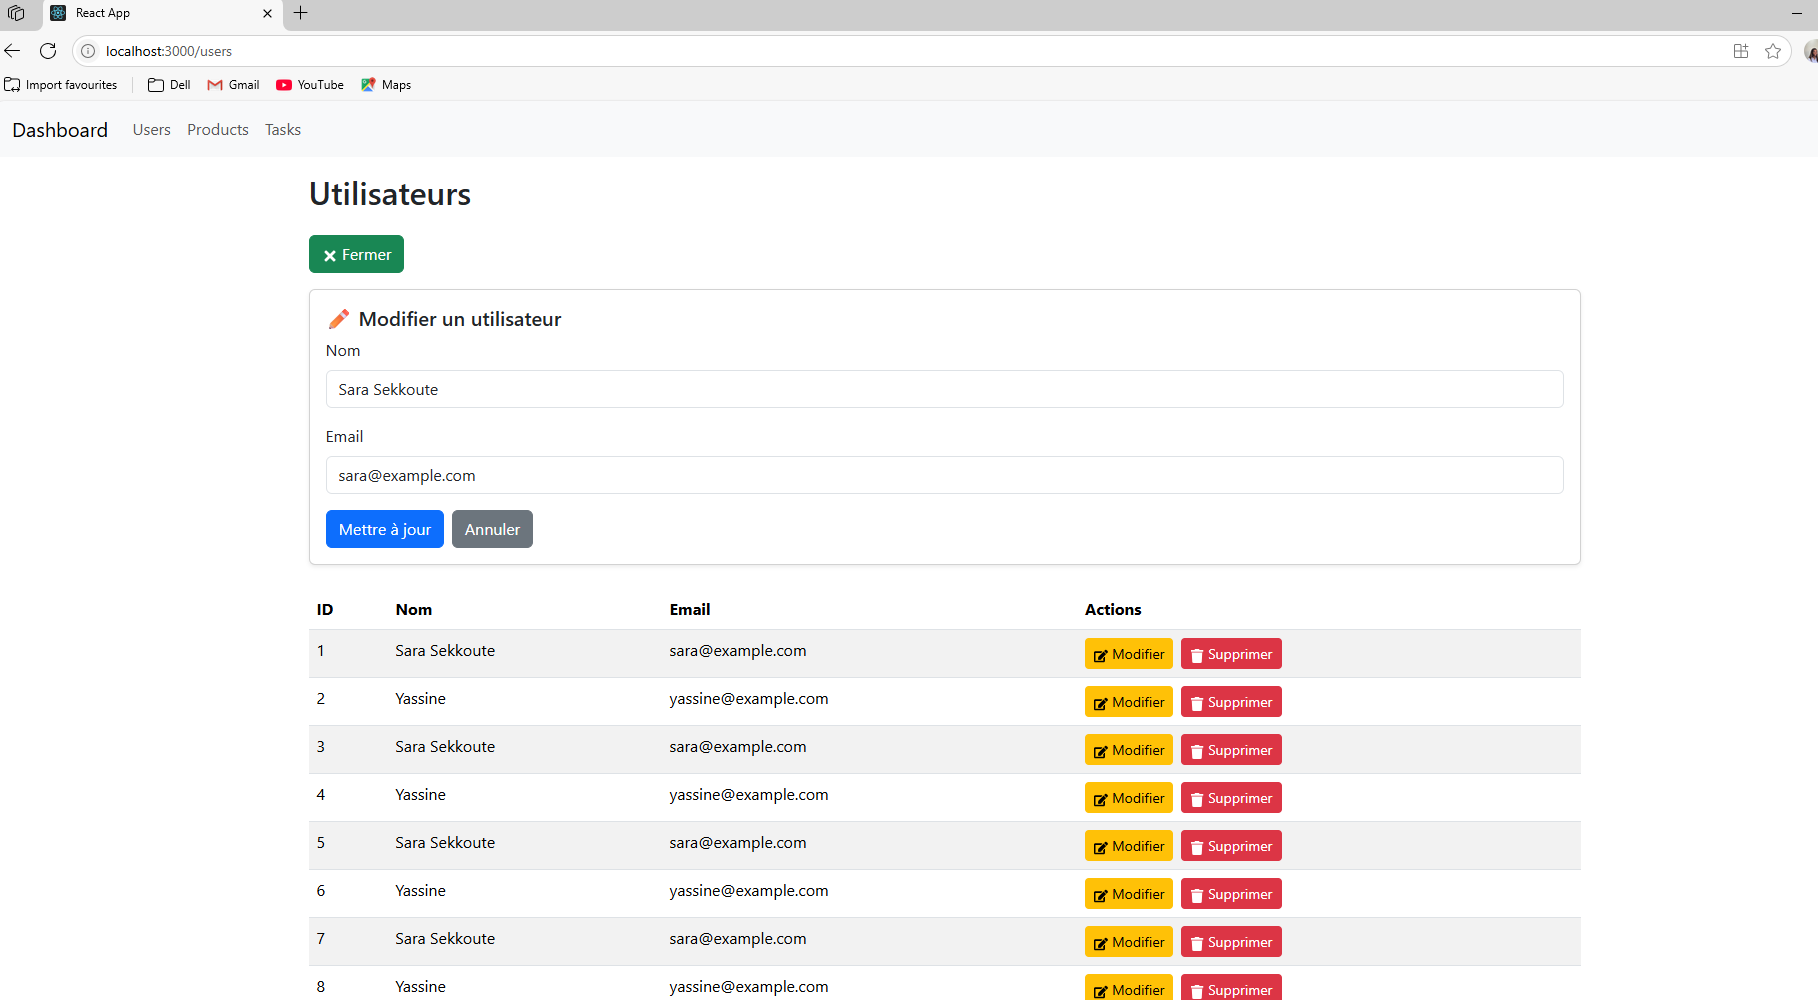 React App
localhost:3000/users
Import favourites Dell Gmail YouTube Maps
Dashboard Users Products Tasks
Utilisateurs
Fermer
Modifier un utilisateur
Nom
Sara Sekkoute
Email
sara@example.com
Mettre à jour Annuler
ID Nom Email Actions
1 Sara Sekkoute sara@example.com Modifier Supprimer
2 Yassine yassine@example.com Modifier Supprimer
3 Sara Sekkoute sara@example.com Modifier Supprimer
4 Yassine yassine@example.com Modifier Supprimer
5 Sara Sekkoute sara@example.com Modifier Supprimer
6 Yassine yassine@example.com Modifier Supprimer
7 Sara Sekkoute sara@example.com Modifier Supprimer
8 Yassine yassine@example.com Modifier Supprimer